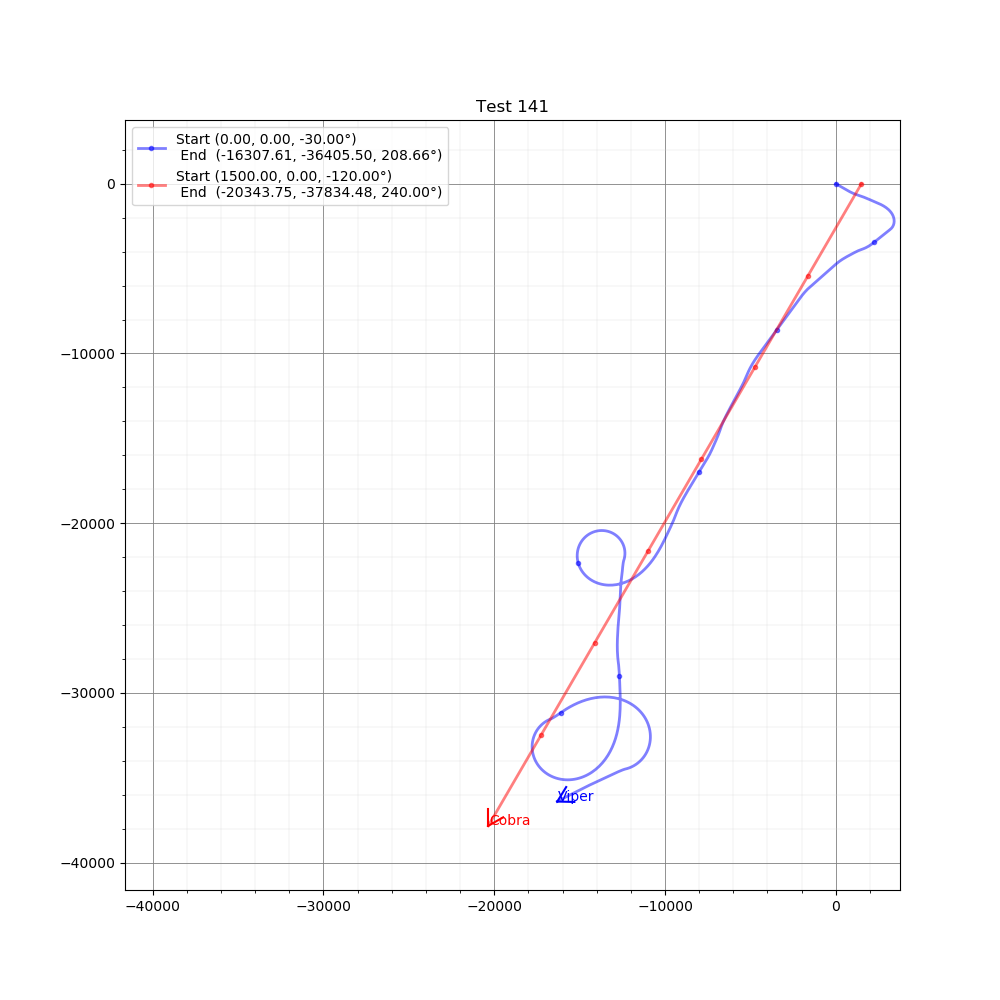 Test 141
Start (0.00, 0.00, -30.00°)
End  (-16307.61, -36405.50, 208.66°)
Start (1500.00, 0.00, -120.00°)
End  (-20343.75, -37834.48, 240.00°)
0
−10000
−20000
−30000
−40000
Viper
Cobra
−40000
−30000
−20000
−10000
0